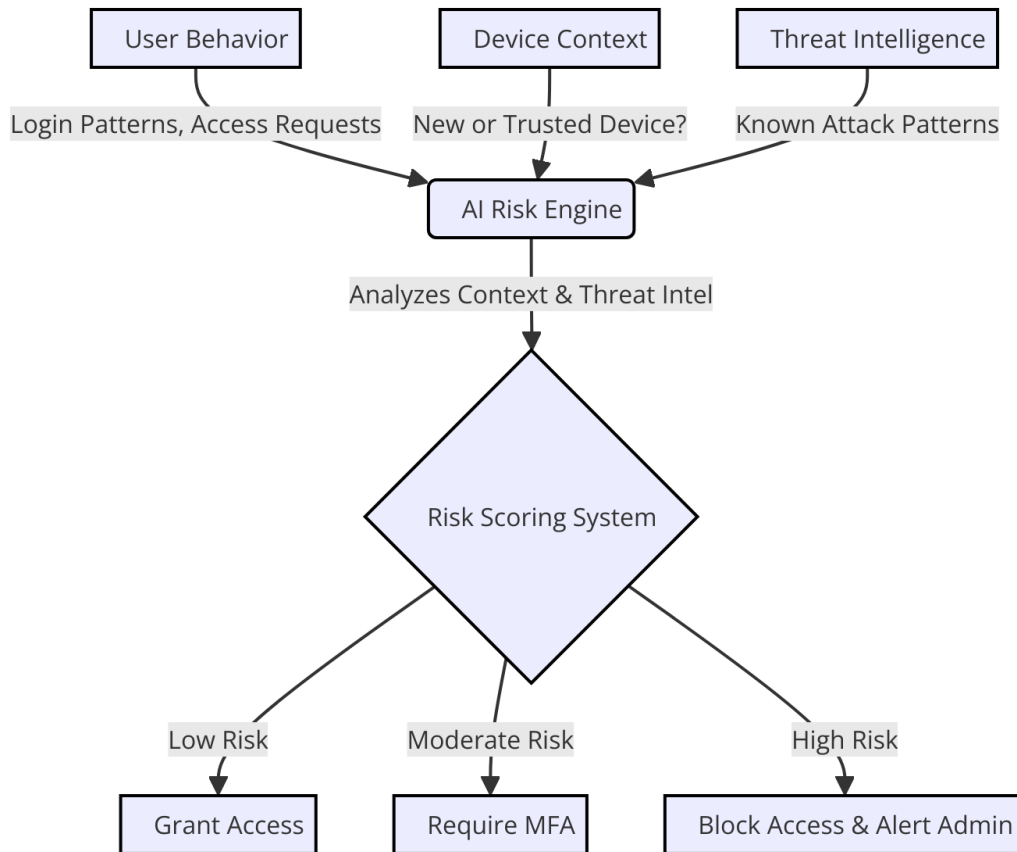 User Behavior
Device Context
Threat Intelligence
Login Patterns, Access Requests
New or Trusted Device?
Known Attack Patterns
AI Risk Engine
Analyzes Context & Threat Intel
Risk Scoring System
Low Risk
Moderate Risk
High Risk
Grant Access
Require MFA
Block Access & Alert Admin